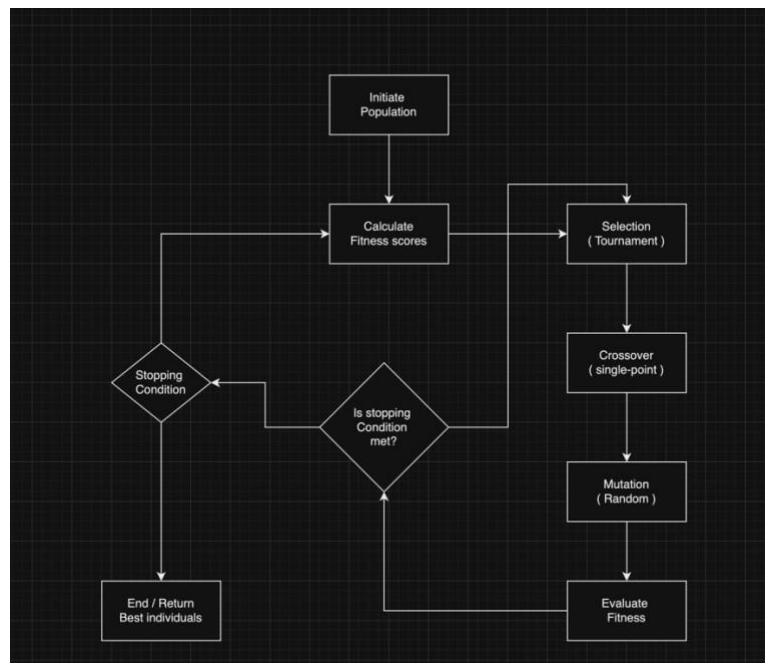 Initiate
Population
Calculate
Fitness scores
Selection
( Tournament )
Crossover
( single-point )
Stopping
Condition
Is stopping
Condition
met?
Mutation
( Random )
End / Return
Best individuals
Evaluate
Fitness